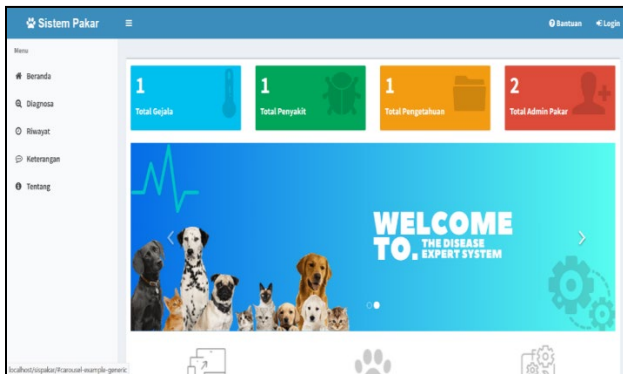 Sistem Pakar
Bantuan
Login
Menu
Beranda
Diagnosa
Riwayat
Keterangan
Tentang
1
Total Gejala
1
Total Penyakit
1
Total Pengetahuan
2
Total Admin Pakar
WELCOME
TO. THE DISEASE
EXPERT SYSTEM
localhost/sispakar/#carousel-example-generic